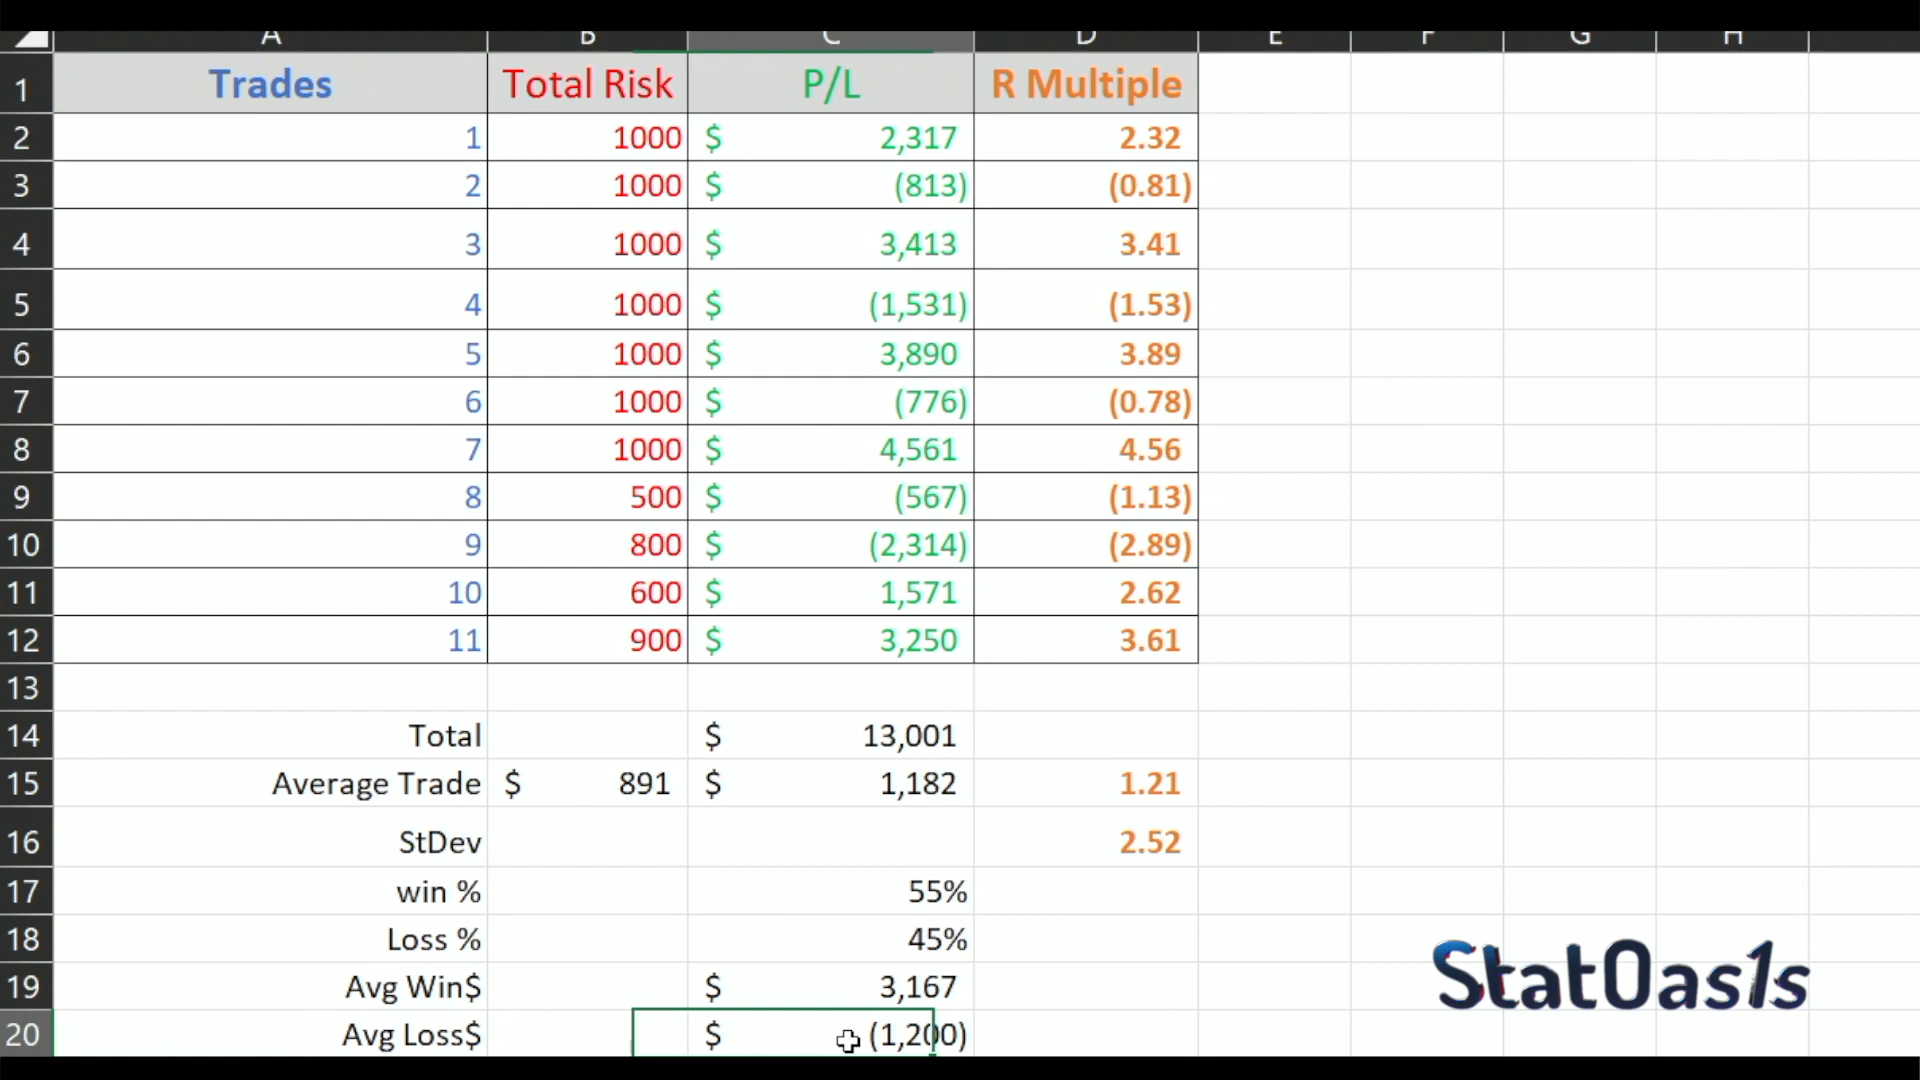 A B C D E F G H
1 Trades Total Risk P/L R Multiple
2 1 1000 $ 2,317 2.32
3 2 1000 $ (813) (0.81)
4 3 1000 $ 3,413 3.41
5 4 1000 $ (1,531) (1.53)
6 5 1000 $ 3,890 3.89
7 6 1000 $ (776) (0.78)
8 7 1000 $ 4,561 4.56
9 8 500 $ (567) (1.13)
10 9 800 $ (2,314) (2.89)
11 10 600 $ 1,571 2.62
12 11 900 $ 3,250 3.61
13
14 Total $ 13,001
15 Average Trade $ 891 $ 1,182 1.21
16 StDev 2.52
17 win % 55%
18 Loss % 45%
19 Avg Win$ $ 3,167
20 Avg Loss$ $ (1,200)
StatOas1s